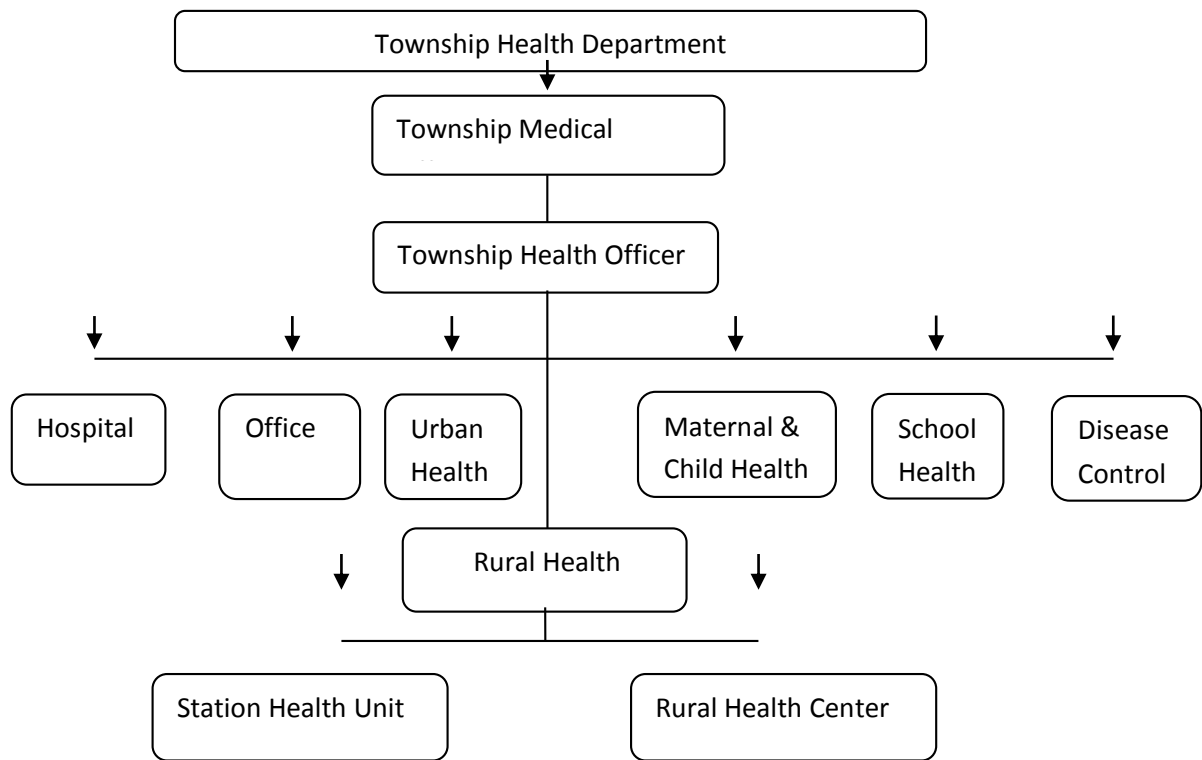 Township Health Department
Township Medical
Township Health Officer
Hospital
Office
Urban
Health
Maternal &
Child Health
School
Health
Disease
Control
Rural Health
Station Health Unit
Rural Health Center